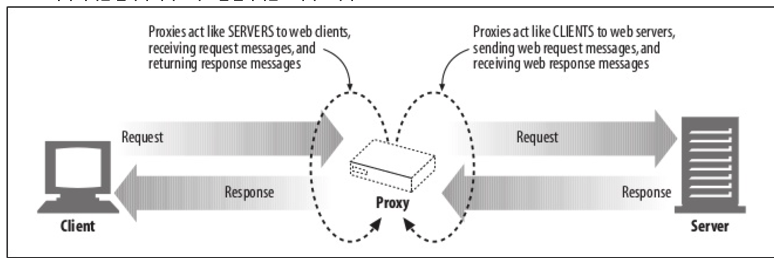 Proxies act like SERVERS to web clients,
receiving request messages, and
returning response messages
Proxies act like CLIENTS to web servers,
sending web request messages, and
receiving web response messages
Request
Request
Response
Response
Proxy
Client
Server